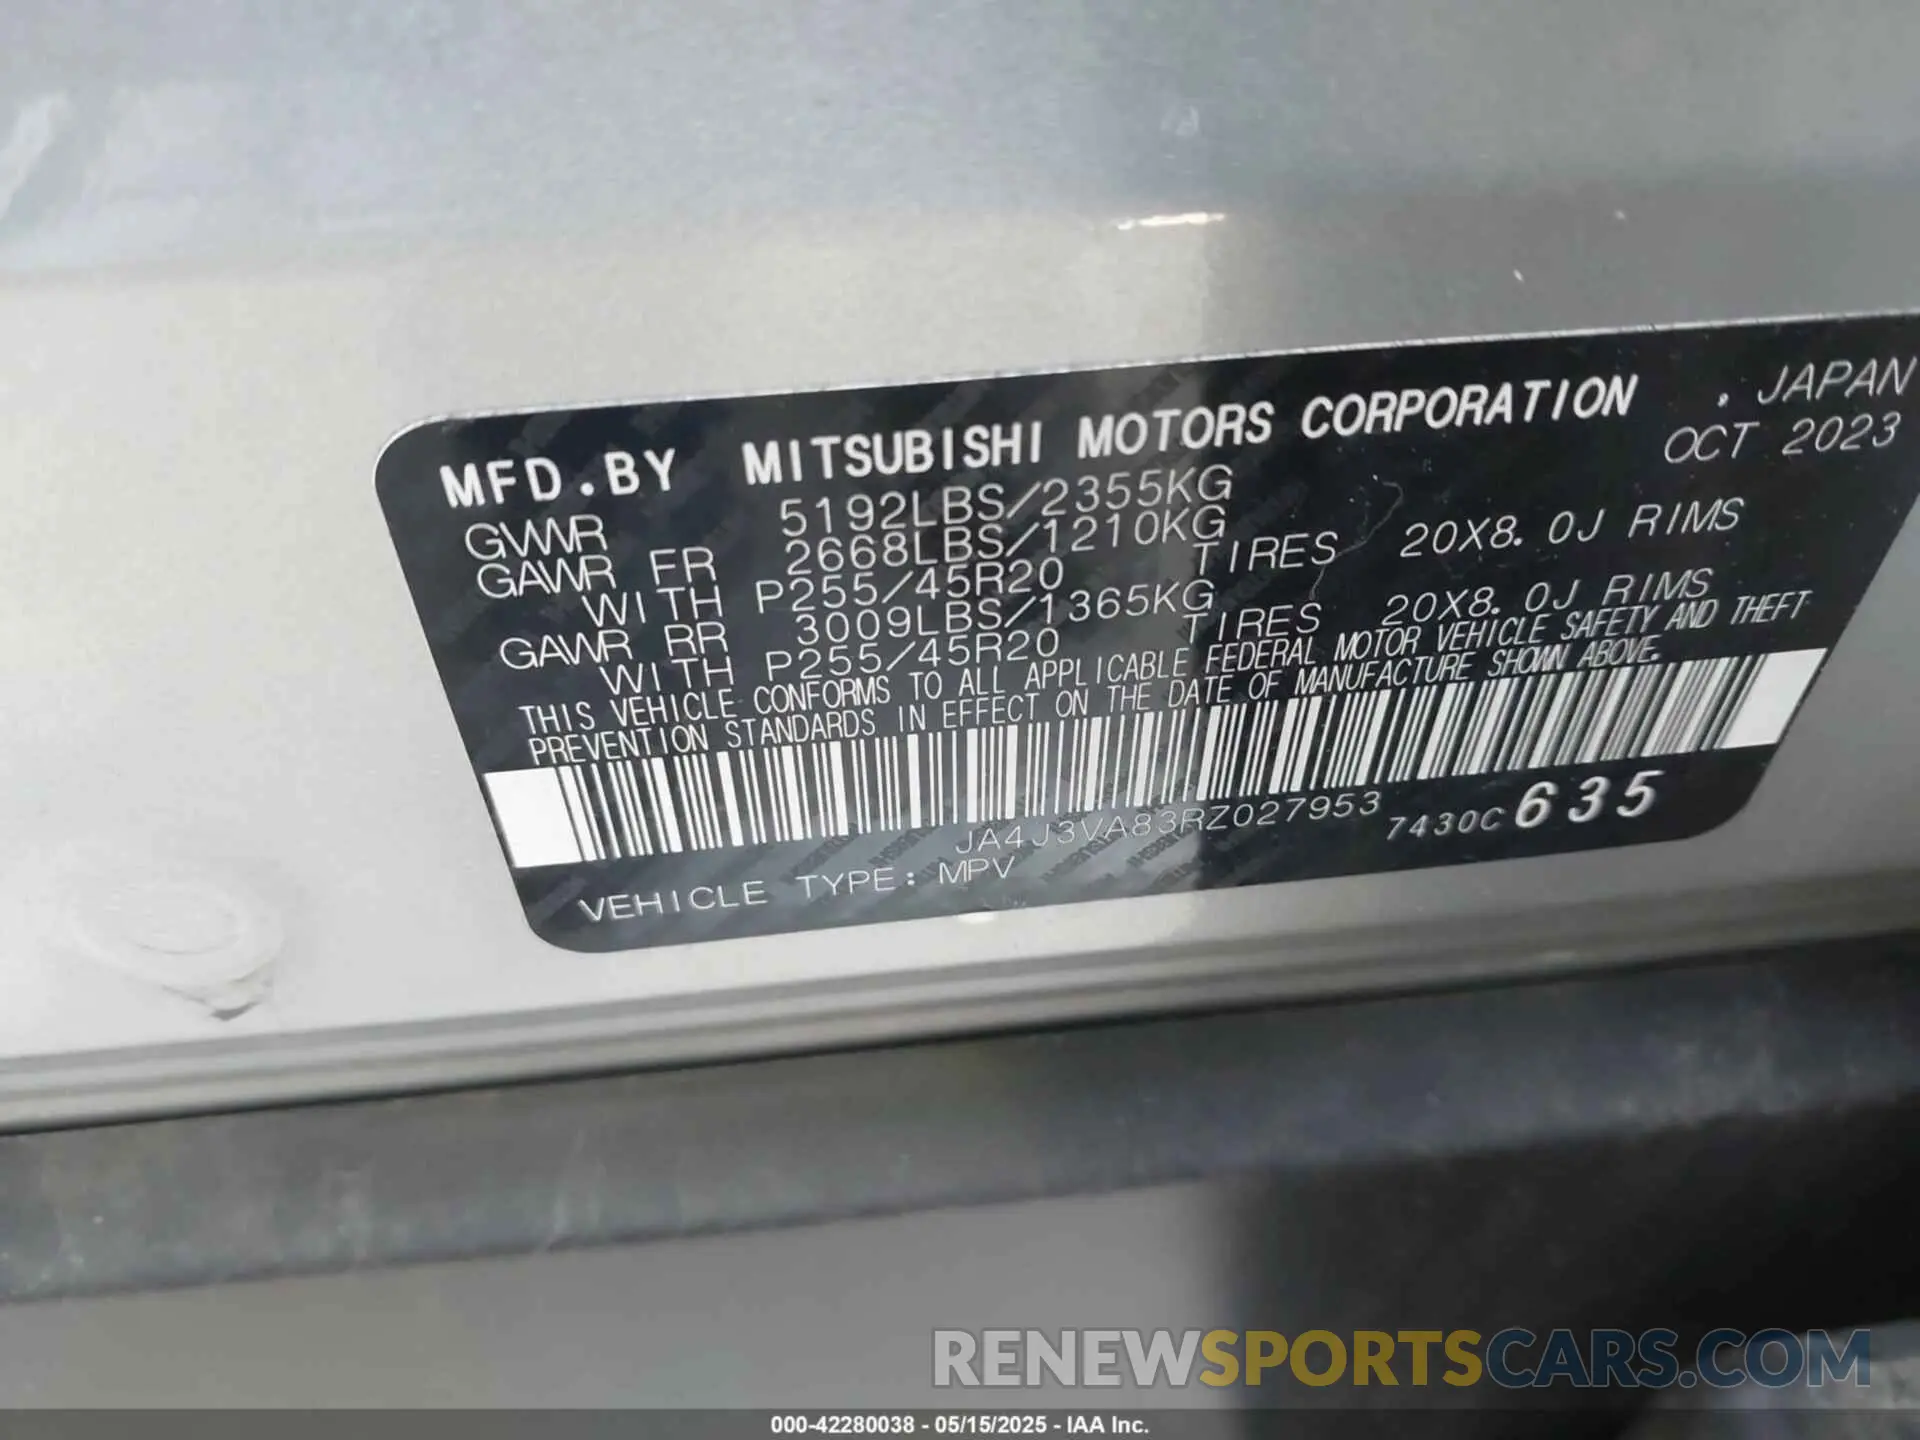 MFD.BY MITSUBISHI MOTORS CORPORATION . JAPAN
OCT 2023
GVWR 5192LBS/2355KG
GAWR FR 2668LBS/1210KG
WITH P255/45R20 TIRES 20X8.0J RIMS
GAWR RR 3009LBS/1365KG
WITH P255/45R20 TIRES 20X8.0J RIMS
THIS VEHICLE CONFORMS TO ALL APPLICABLE FEDERAL MOTOR VEHICLE SAFETY AND THEFT
PREVENTION STANDARDS IN EFFECT ON THE DATE OF MANUFACTURE SHOWN ABOVE.
JA4J3VA83RZ027953 7430C 635
VEHICLE TYPE: MPV
RENEWSPORTSCARS.COM
000-42280038 - 05/15/2025 - IAA Inc.